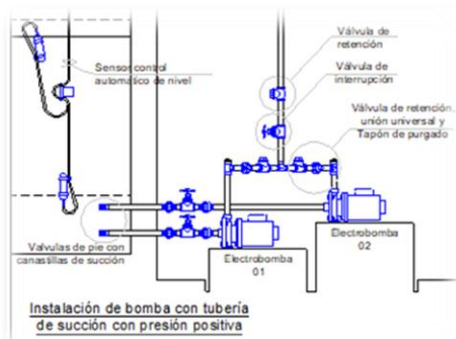 Válvula de
retención
Válvula de
interrupción
Sensor control
automático de nivel
Válvula de retención
unión universal y
Tapón de purgado
Valvulas de pie con
canastillas de succión
Electrobomba
01
Electrobomba
02
Instalación de bomba con tubería
de succión con presión positiva